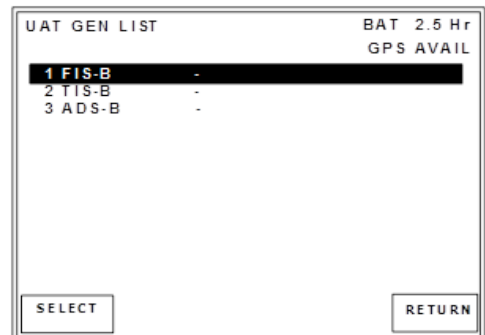 UAT GEN LIST BAT 2.5 Hr
GPS AVAIL
1 FIS-B -
2 TIS-B -
3 ADS-B -
SELECT RETURN